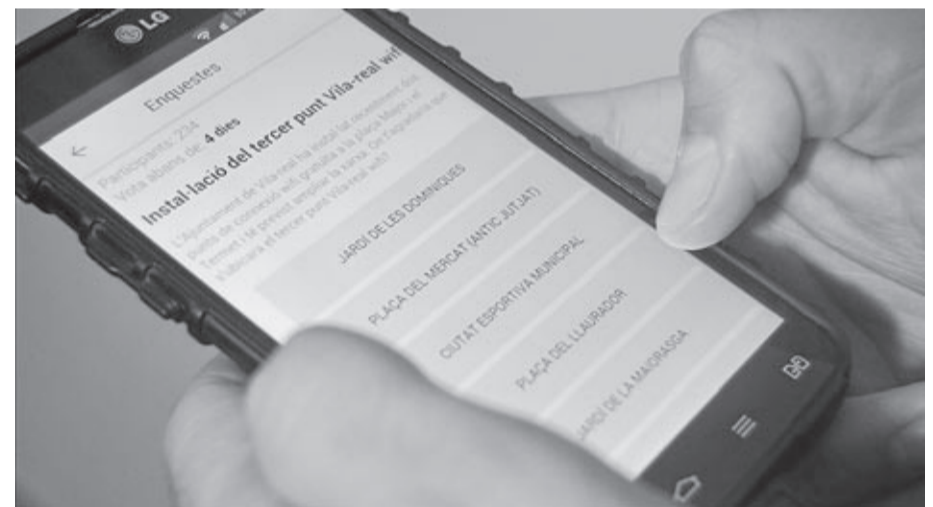 LG
Enquestes
Participants: 234
Vota abans de: 4 dies
Instal·lació del tercer punt Vila-real wifi
L'Ajuntament de Vila-real ha instal·lat recentment dos
punts de connexió wifi gratuïta a la plaça Major i el
Termet i té previst ampliar la xarxa. On t'agradaria que
s'ubicara el tercer punt Vila-real wifi?
JARDÍ DE LES DOMINIQUES
PLAÇA DEL MERCAT (ANTIC JUTJAT)
CIUTAT ESPORTIVA MUNICIPAL
PLAÇA DEL LLAURADOR
JARDÍ DE LA MAIORASGA